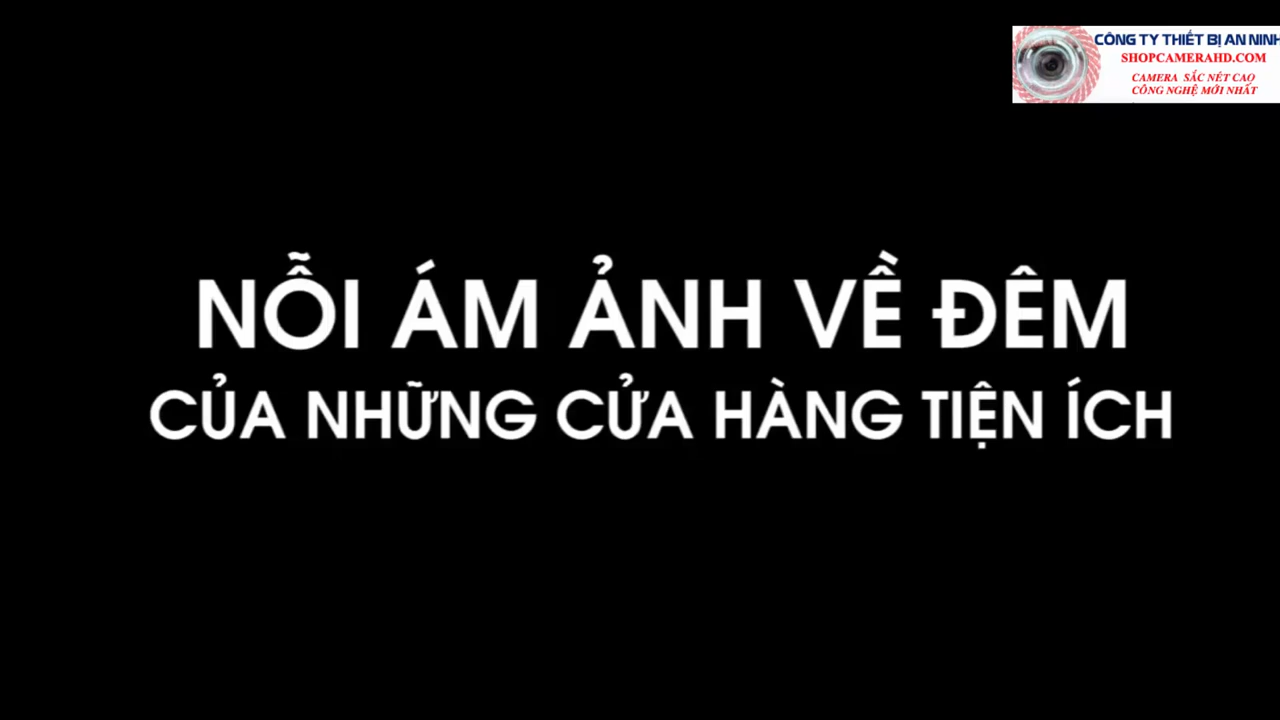 CÔNG TY THIẾT BỊ AN NINH
SHOPCAMERAHD.COM
CAMERA SẮC NÉT CAO
CÔNG NGHỆ MỚI NHẤT
NỖI ÁM ẢNH VỀ ĐÊM
CỦA NHỮNG CỬA HÀNG TIỆN ÍCH